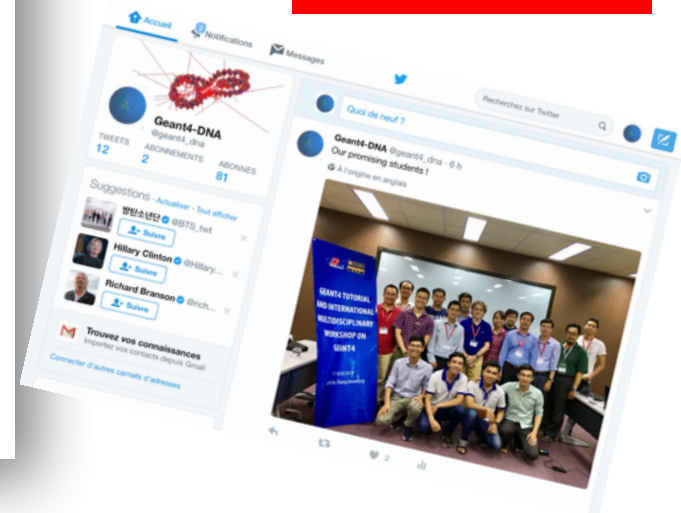 Accueil
2
Notifications
Messages
Recherchez sur Twitter
Geant4-DNA
@geant4_dna
TWEETS
12
ABONNEMENTS
2
ABONNÉS
81
Suggestions · Actualiser · Tout afficher
방탄소년단 @BTS_twt
Suivre
Hillary Clinton @Hillary...
Suivre
Richard Branson @rich...
Suivre
Trouvez vos connaissances
Importez vos contacts depuis Gmail
Connecter d'autres carnets d'adresses
Quoi de neuf ?
Geant4-DNA @geant4_dna · 6 h
Our promising students !
À l'origine en anglais
GEANT4 TUTORIAL
AND INTERNATIONAL
MULTIDISCIPLINARY
WORKSHOP ON
GEANT4
2